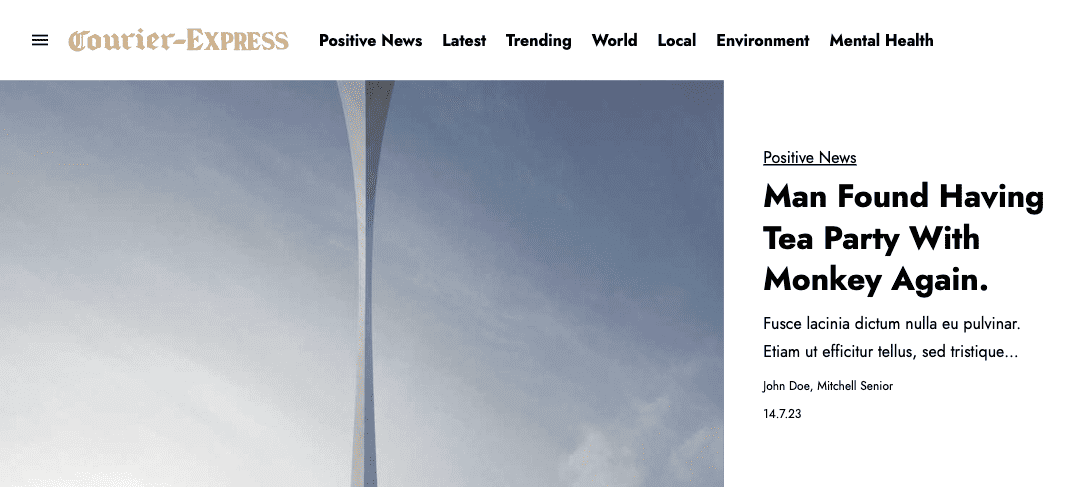 Courier-Express Positive News Latest Trending World Local Environment Mental Health
Positive News
Man Found Having
Tea Party With
Monkey Again.
Fusce lacinia dictum nulla eu pulvinar.
Etiam ut efficitur tellus, sed tristique...
John Doe, Mitchell Senior
14.7.23